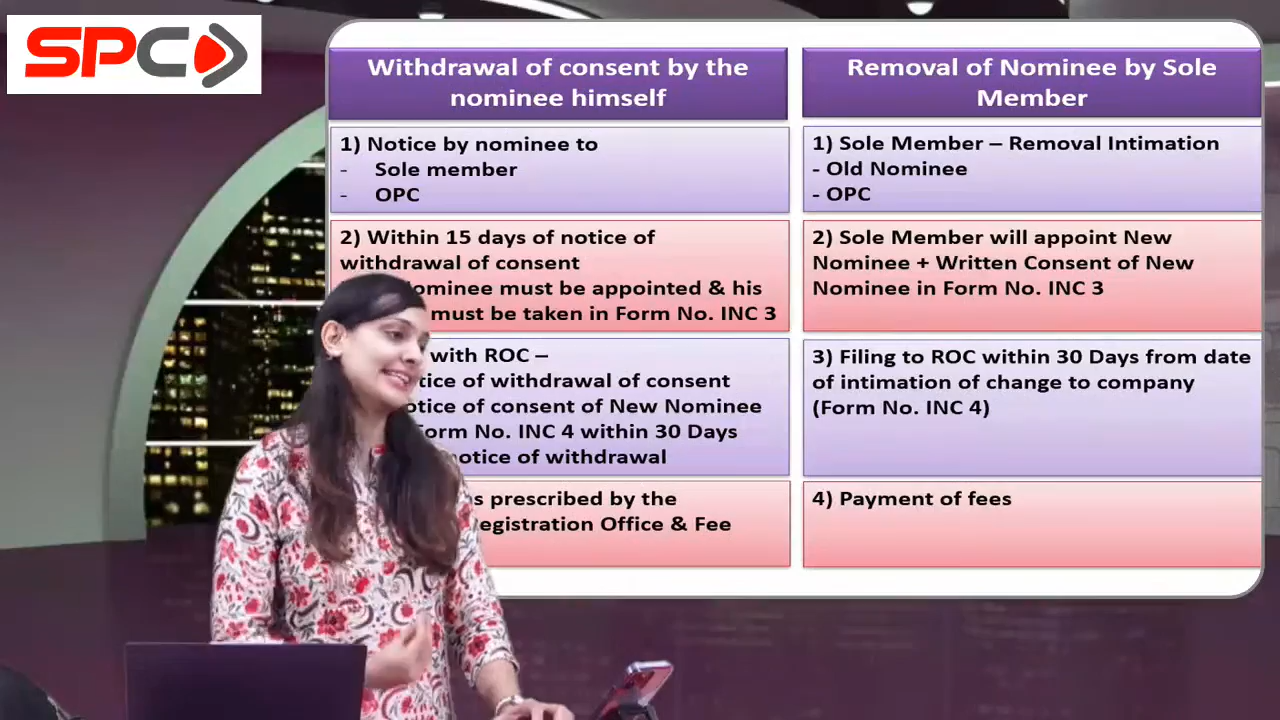 SPC
Withdrawal of consent by the
nominee himself
1) Notice by nominee to
- Sole member
- OPC
2) Within 15 days of notice of
withdrawal of consent
must be appointed & his
must be taken in Form No. INC 3
with ROC –
of withdrawal of consent
of consent of New Nominee
Form No. INC 4 within 30 Days
notice of withdrawal
prescribed by the
Registration Office & Fee
Removal of Nominee by Sole
Member
1) Sole Member – Removal Intimation
- Old Nominee
- OPC
2) Sole Member will appoint New
Nominee + Written Consent of New
Nominee in Form No. INC 3
3) Filing to ROC within 30 Days from date
of intimation of change to company
(Form No. INC 4)
4) Payment of fees